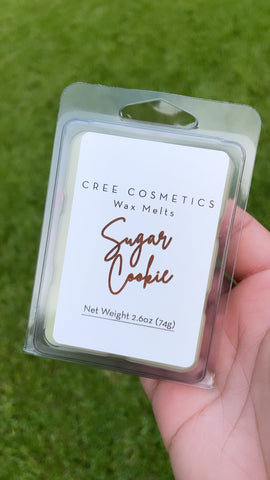 CREE COSMETICS
Wax Melts
Sugar
Cookie
Net Weight 2.6oz (74g)